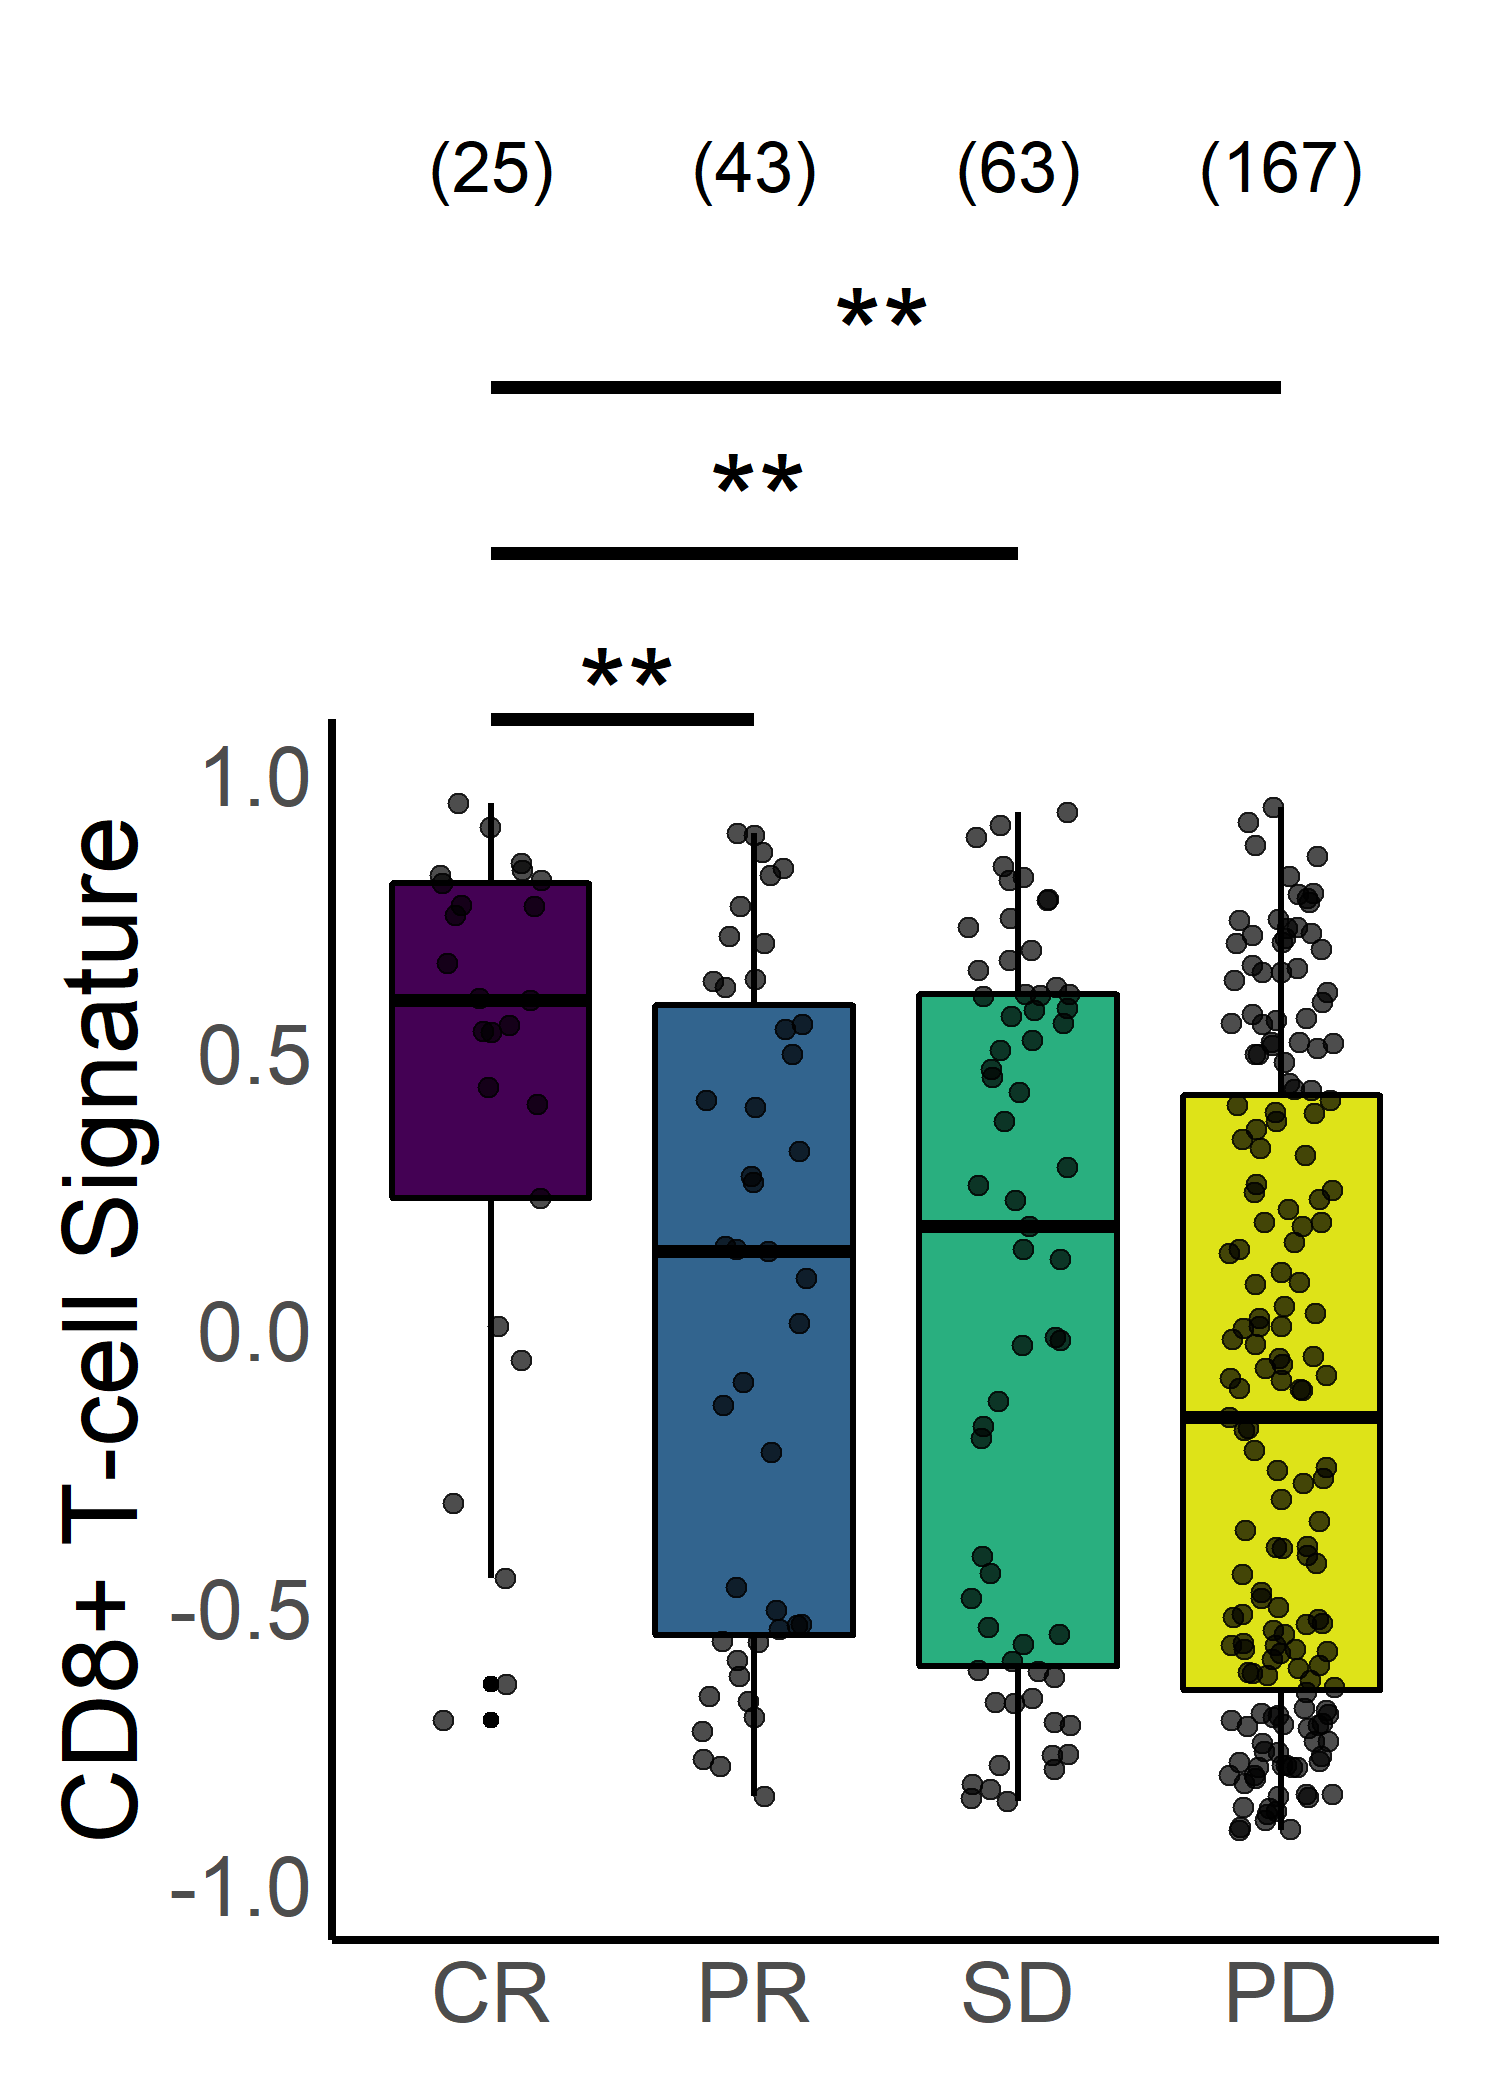 (25) (43) (63) (167)
**
**
**
CD8+ T-cell Signature
1.0
0.5
0.0
-0.5
-1.0
CR PR SD PD